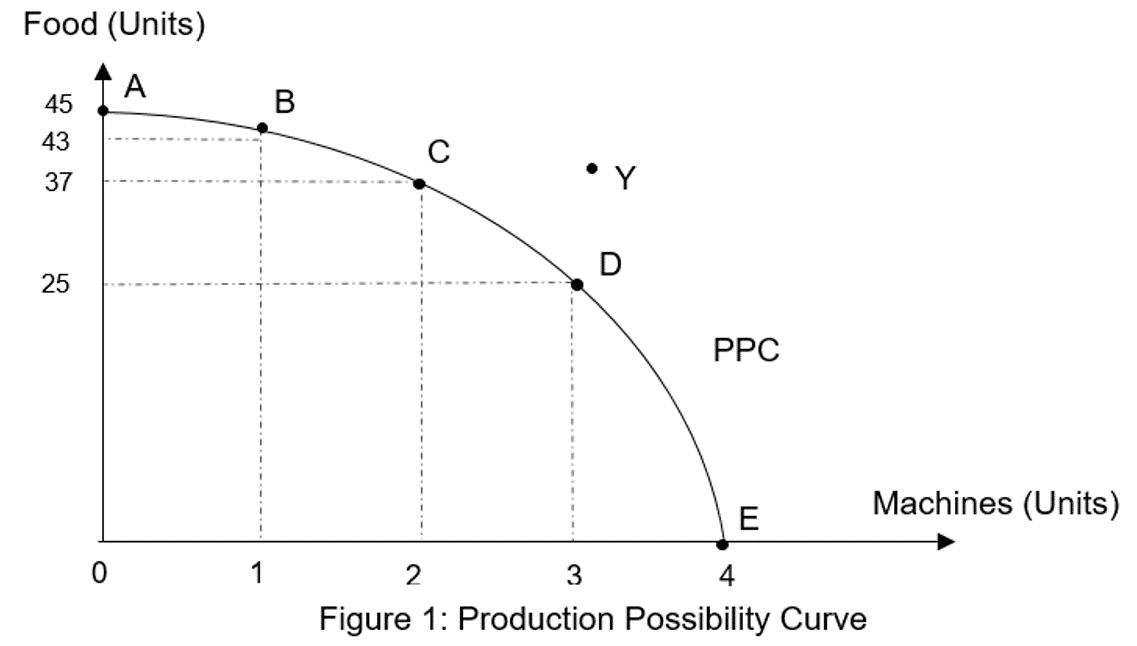 Food (Units)
A
45
B
43
C
37
Y
D
25
PPC
Machines (Units)
E
0 1 2 3 4
Figure 1: Production Possibility Curve